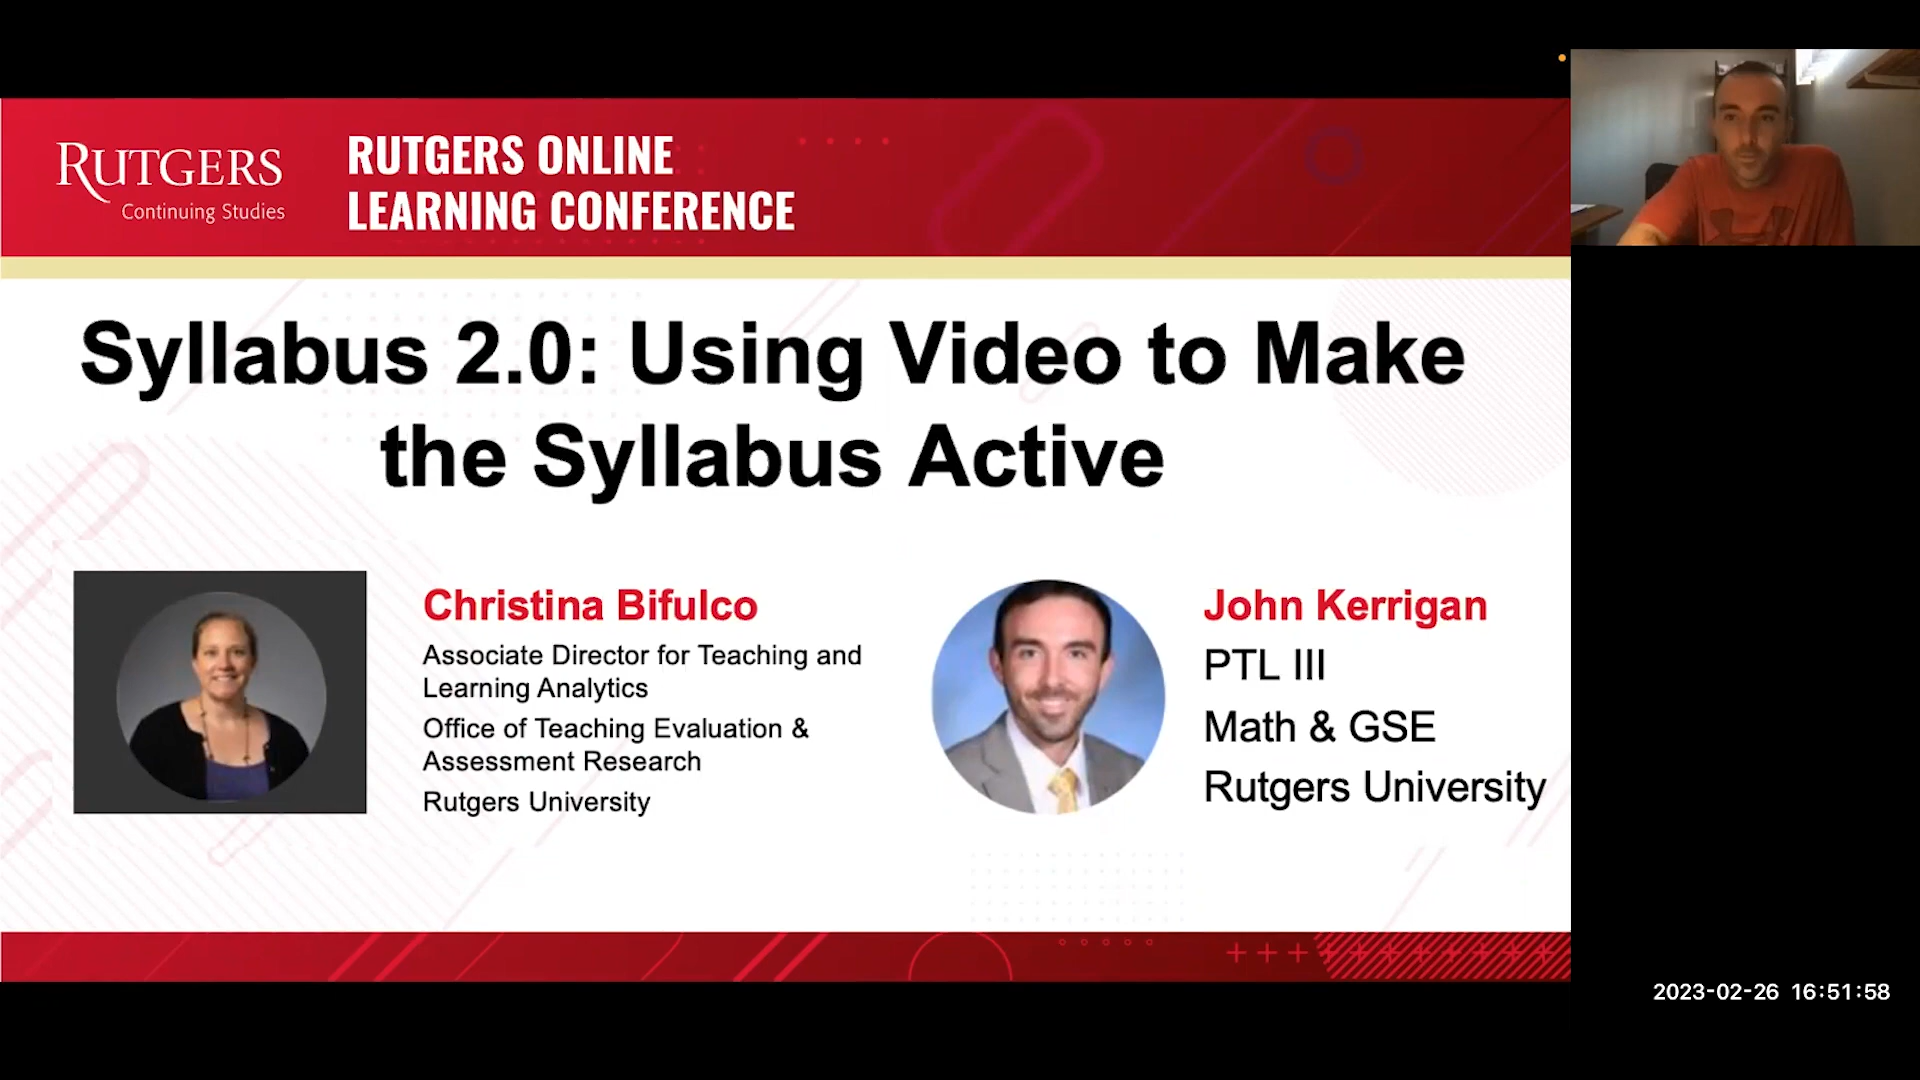 RUTGERS
Continuing Studies
RUTGERS ONLINE
LEARNING CONFERENCE
Syllabus 2.0: Using Video to Make
the Syllabus Active
Christina Bifulco
Associate Director for Teaching and
Learning Analytics
Office of Teaching Evaluation &
Assessment Research
Rutgers University
John Kerrigan
PTL III
Math & GSE
Rutgers University
2023-02-26 16:51:58